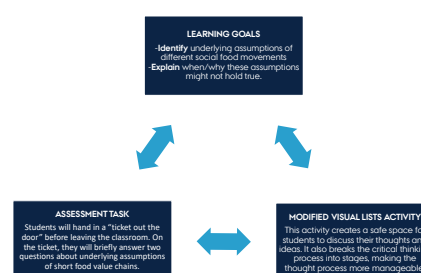 LEARNING GOALS
-Identify underlying assumptions of
different social food movements
-Explain when/why these assumptions
might not hold true.
ASSESSMENT TASK
Students will hand in a “ticket out the
door” before leaving the classroom. On
the ticket, they will briefly answer two
questions about underlying assumptions
of short food value chains.
MODIFIED VISUAL LISTS ACTIVITY
This activity creates a safe space fo
students to discuss their thoughts an
ideas. It also breaks the critical thinki
process into stages, making the
thought process more manageable